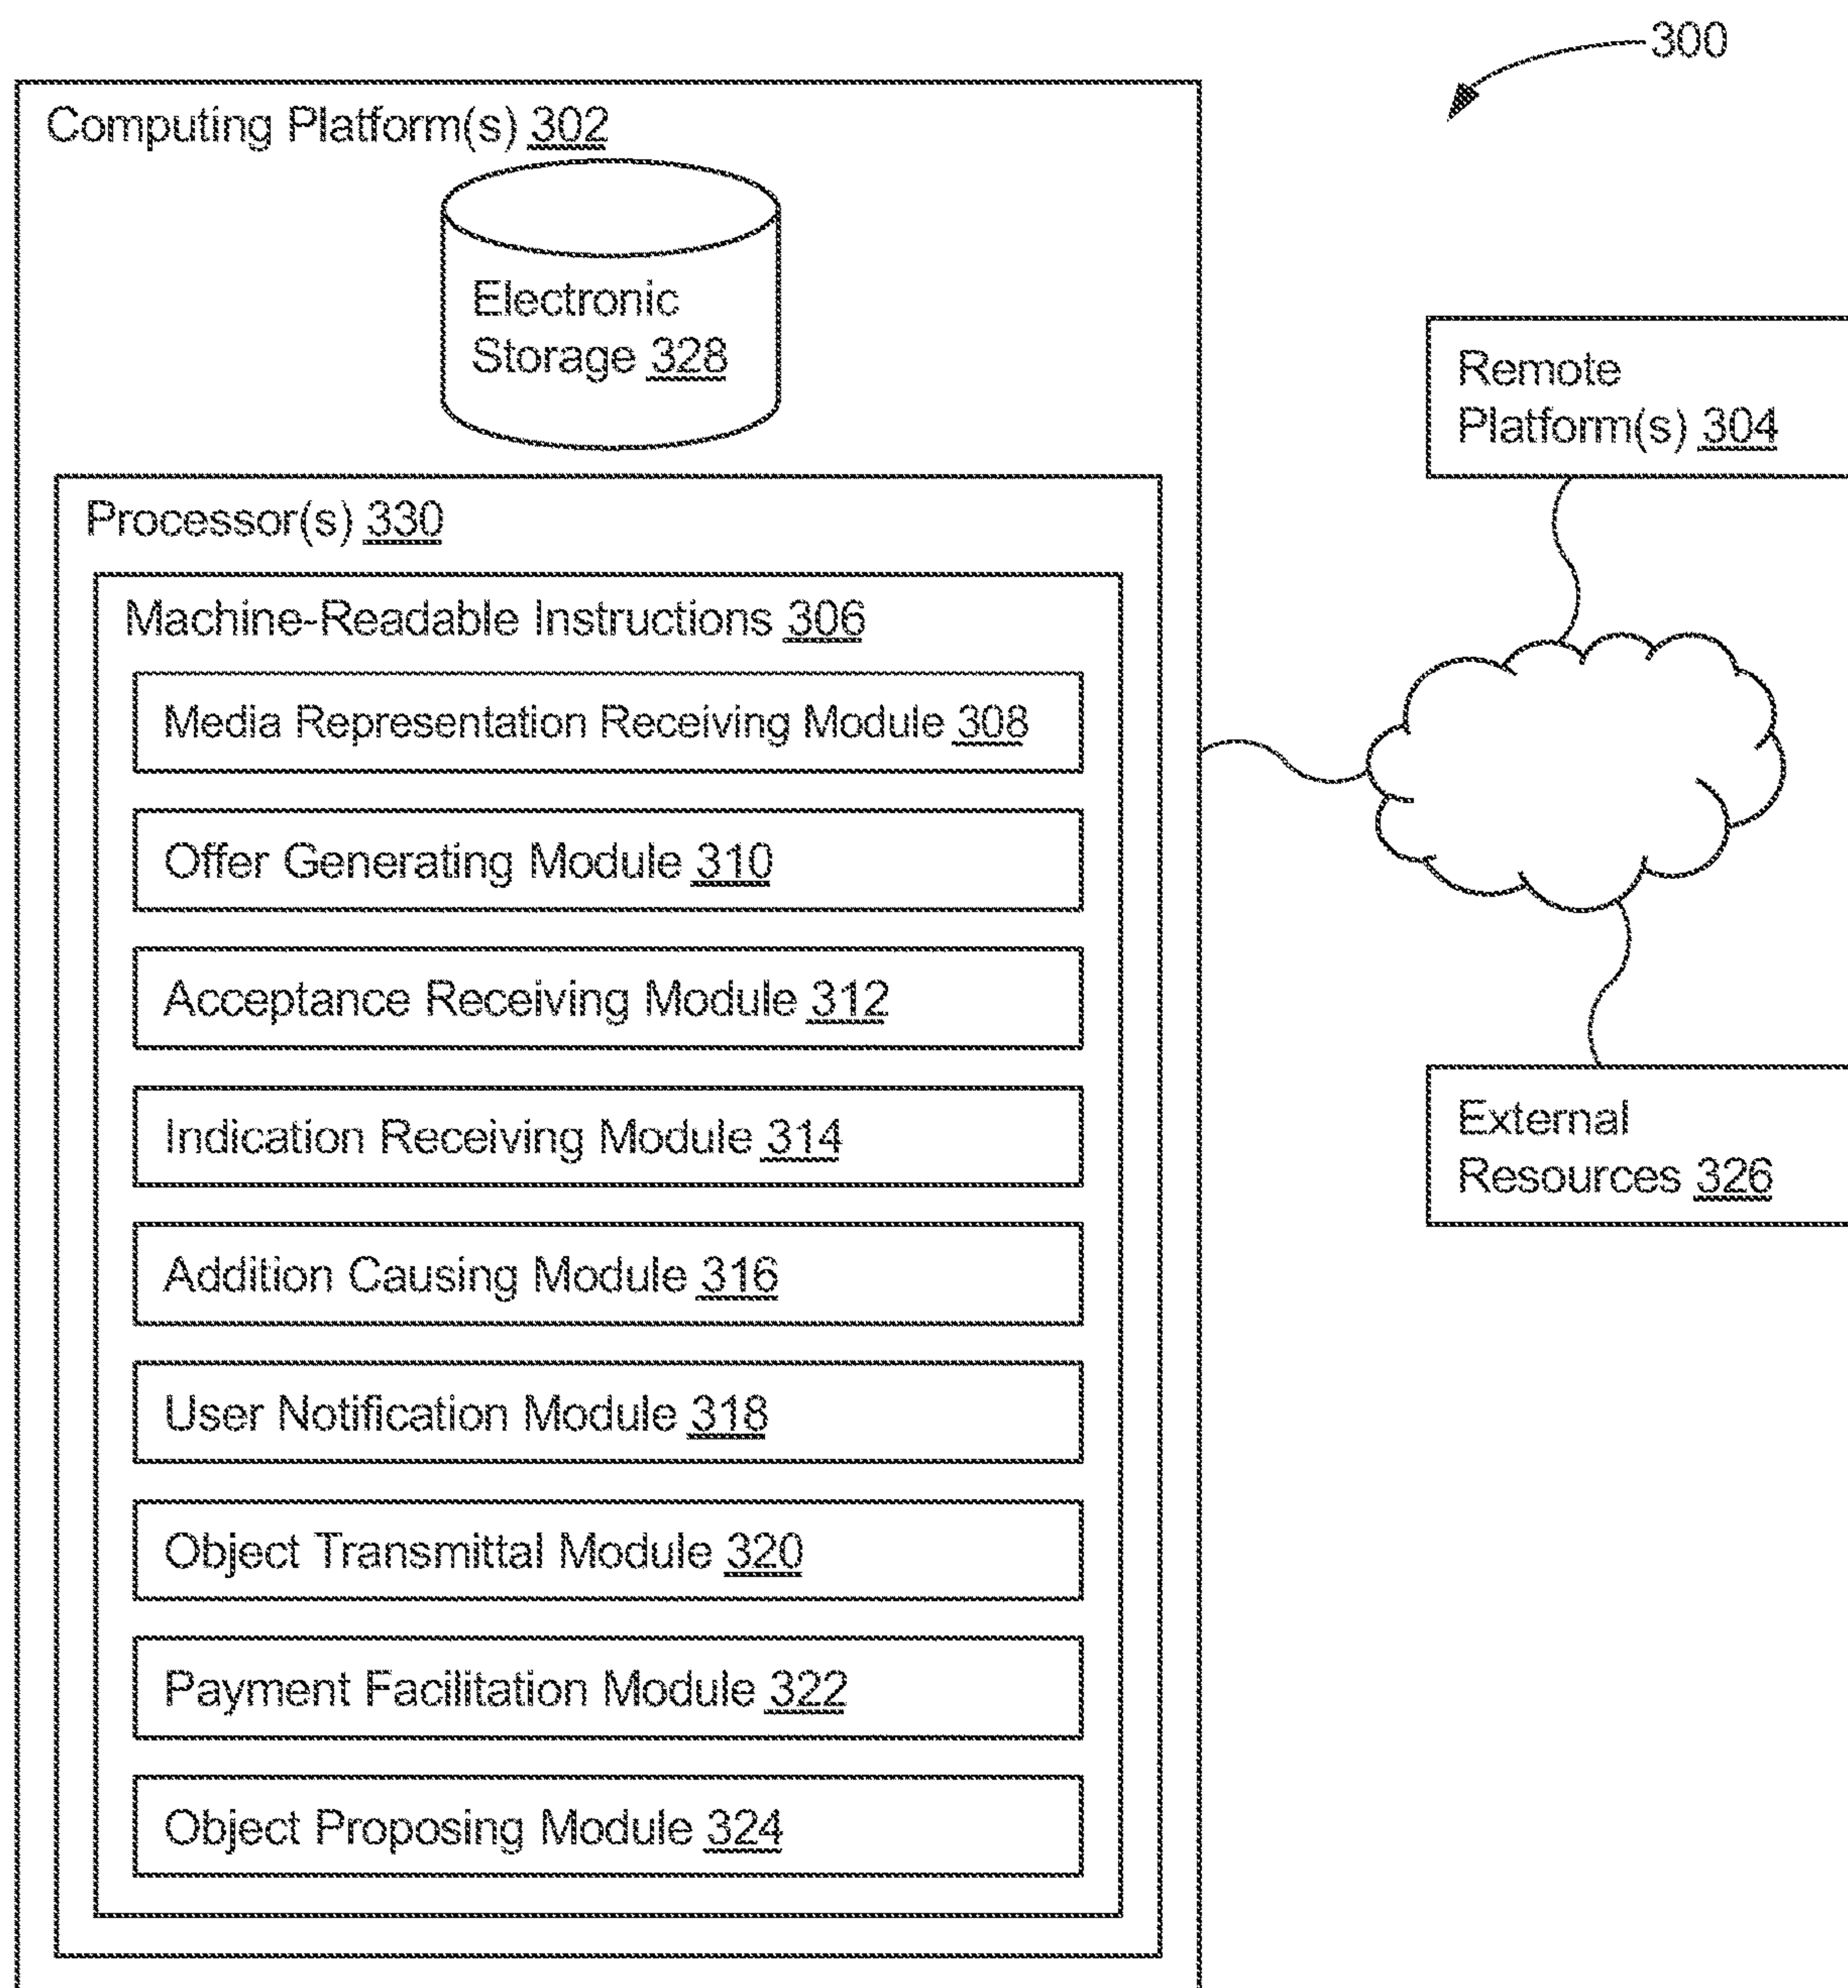 300
Computing Platform(s) 302
Electronic
Storage 328
Remote
Platform(s) 304
Processor(s) 330
Machine-Readable Instructions 306
Media Representation Receiving Module 308
Offer Generating Module 310
Acceptance Receiving Module 312
Indication Receiving Module 314
Addition Causing Module 316
User Notification Module 318
Object Transmittal Module 320
Payment Facilitation Module 322
Object Proposing Module 324
External
Resources 326